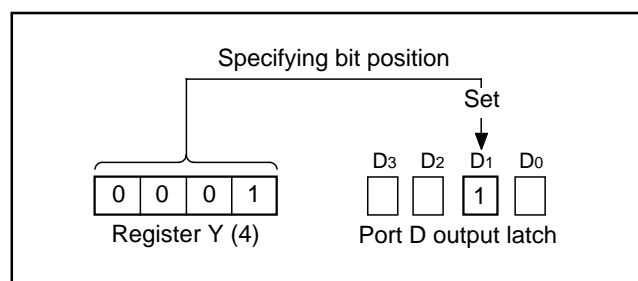 Specifying bit position
Set
D3 D2 D1 D0
0 0 0 1
1
Register Y (4)
Port D output latch